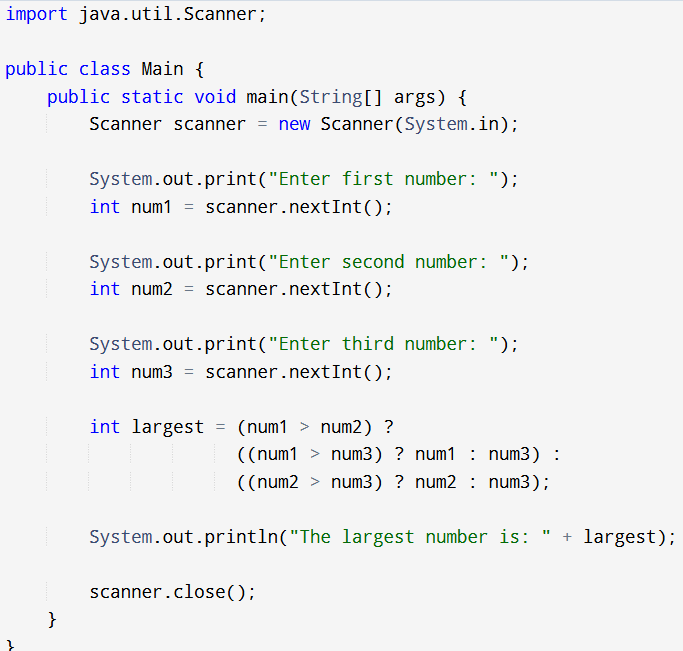 import java.util.Scanner;

public class Main {
    public static void main(String[] args) {
        Scanner scanner = new Scanner(System.in);

        System.out.print("Enter first number: ");
        int num1 = scanner.nextInt();

        System.out.print("Enter second number: ");
        int num2 = scanner.nextInt();

        System.out.print("Enter third number: ");
        int num3 = scanner.nextInt();

        int largest = (num1 > num2) ?
                      ((num1 > num3) ? num1 : num3) :
                      ((num2 > num3) ? num2 : num3);

        System.out.println("The largest number is: " + largest);

        scanner.close();
    }
}